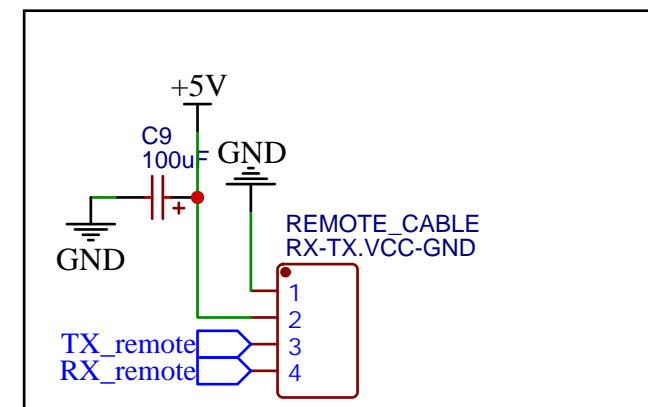 +5V
C9
100uF
GND
GND
REMOTE_CABLE
RX-TX.VCC-GND
1
2
TX_remote
3
RX_remote
4